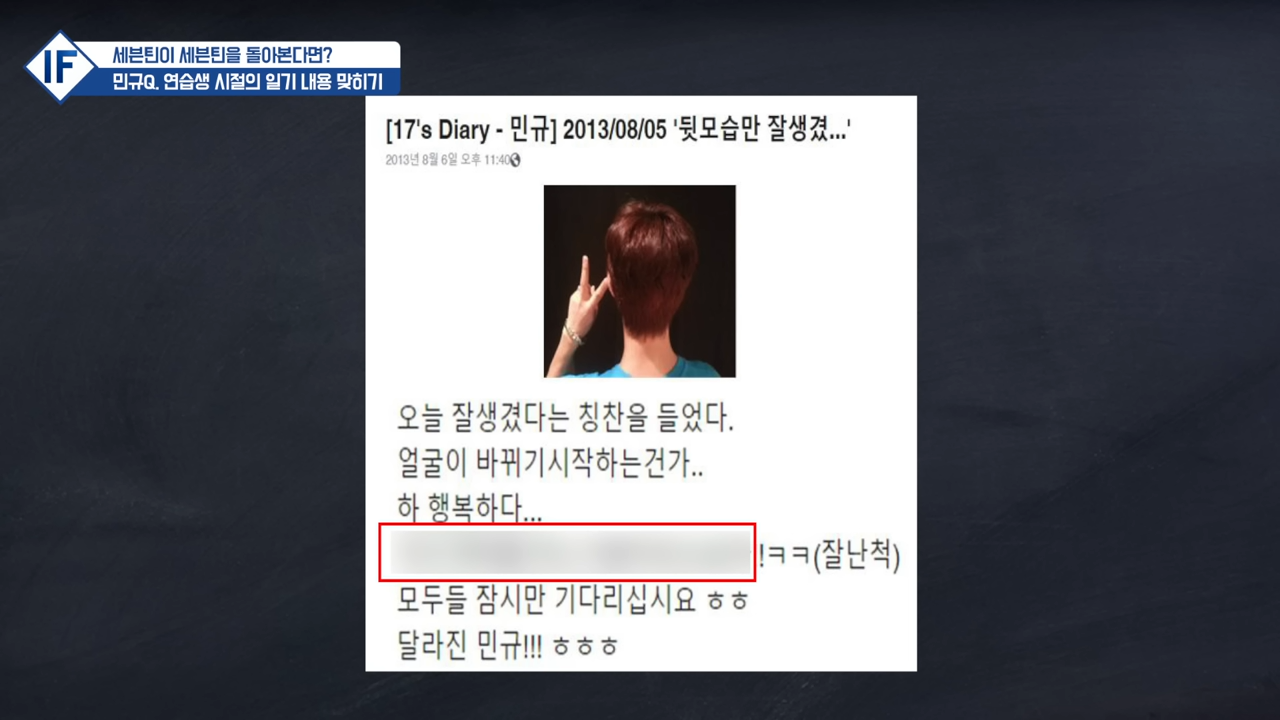 IF
세븐틴이 세븐틴을 돌아본다면?
민규Q. 연습생 시절의 일기 내용 맞히기
[17's Diary - 민규] 2013/08/05 '뒷모습만 잘생겼...'
2013년 8월 6일 오후 11:40
오늘 잘생겼다는 칭찬을 들었다.
얼굴이 바뀌기시작하는건가..
하 행복하다...
!ㅋㅋ(잘난척)
모두들 잠시만 기다리십시요 ㅎㅎ
달라진 민규!!! ㅎㅎㅎ